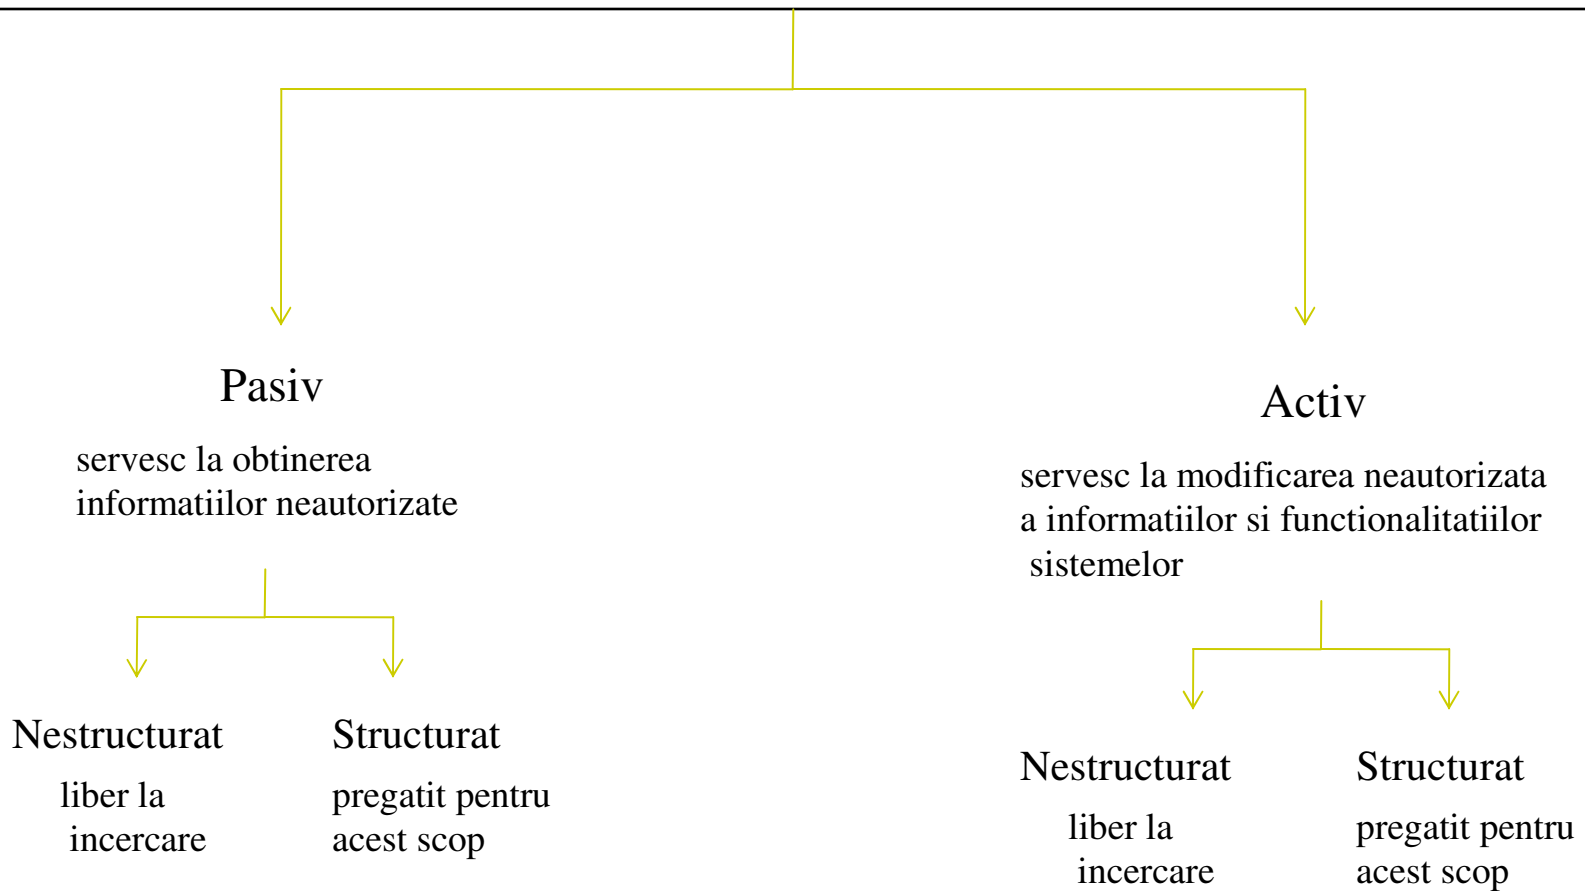 Pasiv
servesc la obtinerea
informatiilor neautorizate
Nestructurat
liber la
incercare
Structurat
pregatit pentru
acest scop
Activ
servesc la modificarea neautorizata
a informatiilor si functionalitatiilor
sistemelor
Nestructurat
liber la
incercare
Structurat
pregatit pentru
acest scop